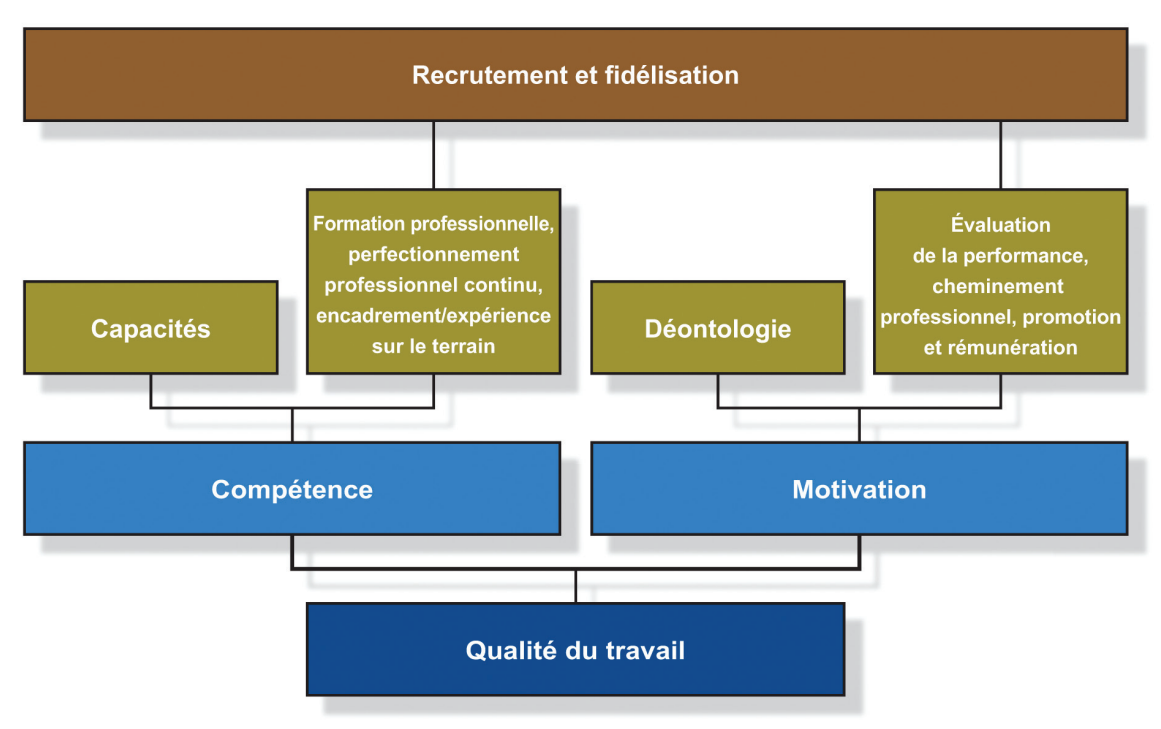 Recrutement et fidélisation
Formation professionnelle,
perfectionnement
professionnel continu,
encadrement/expérience
sur le terrain
Évaluation
de la performance,
cheminement
professionnel, promotion
et rémunération
Capacités
Déontologie
Compétence
Motivation
Qualité du travail